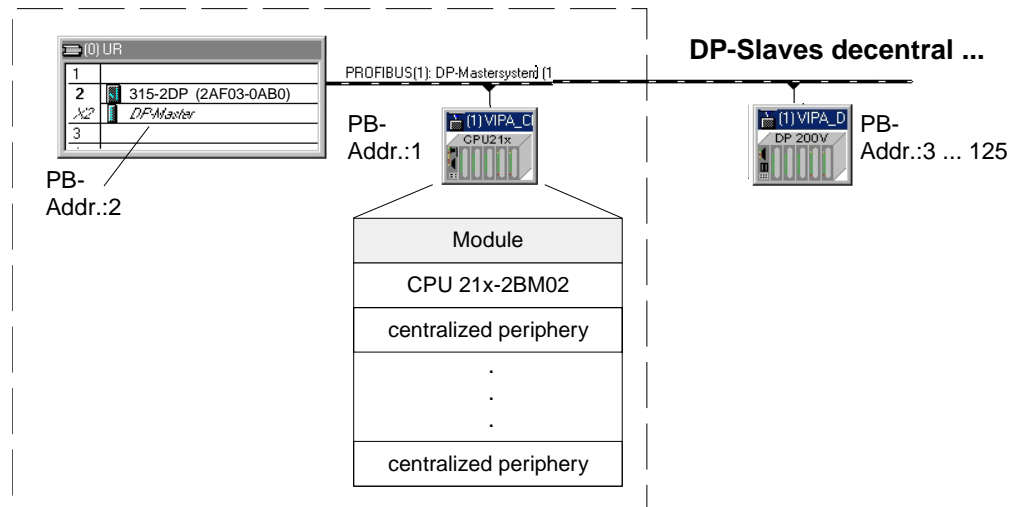 (0) UR
1
2 315-2DP (2AF03-0AB0)
X2 DP-Master
3
PB-
Addr.:2
PROFIBUS(1): DP-Mastersystem (1
PB-
Addr.:1
(1) VIPA_C
CPU21x
DP-Slaves decentral ...
(1) VIPA_D
DP 200V
PB-
Addr.:3 ... 125
Module
CPU 21x-2BM02
centralized periphery
.
.
.
centralized periphery